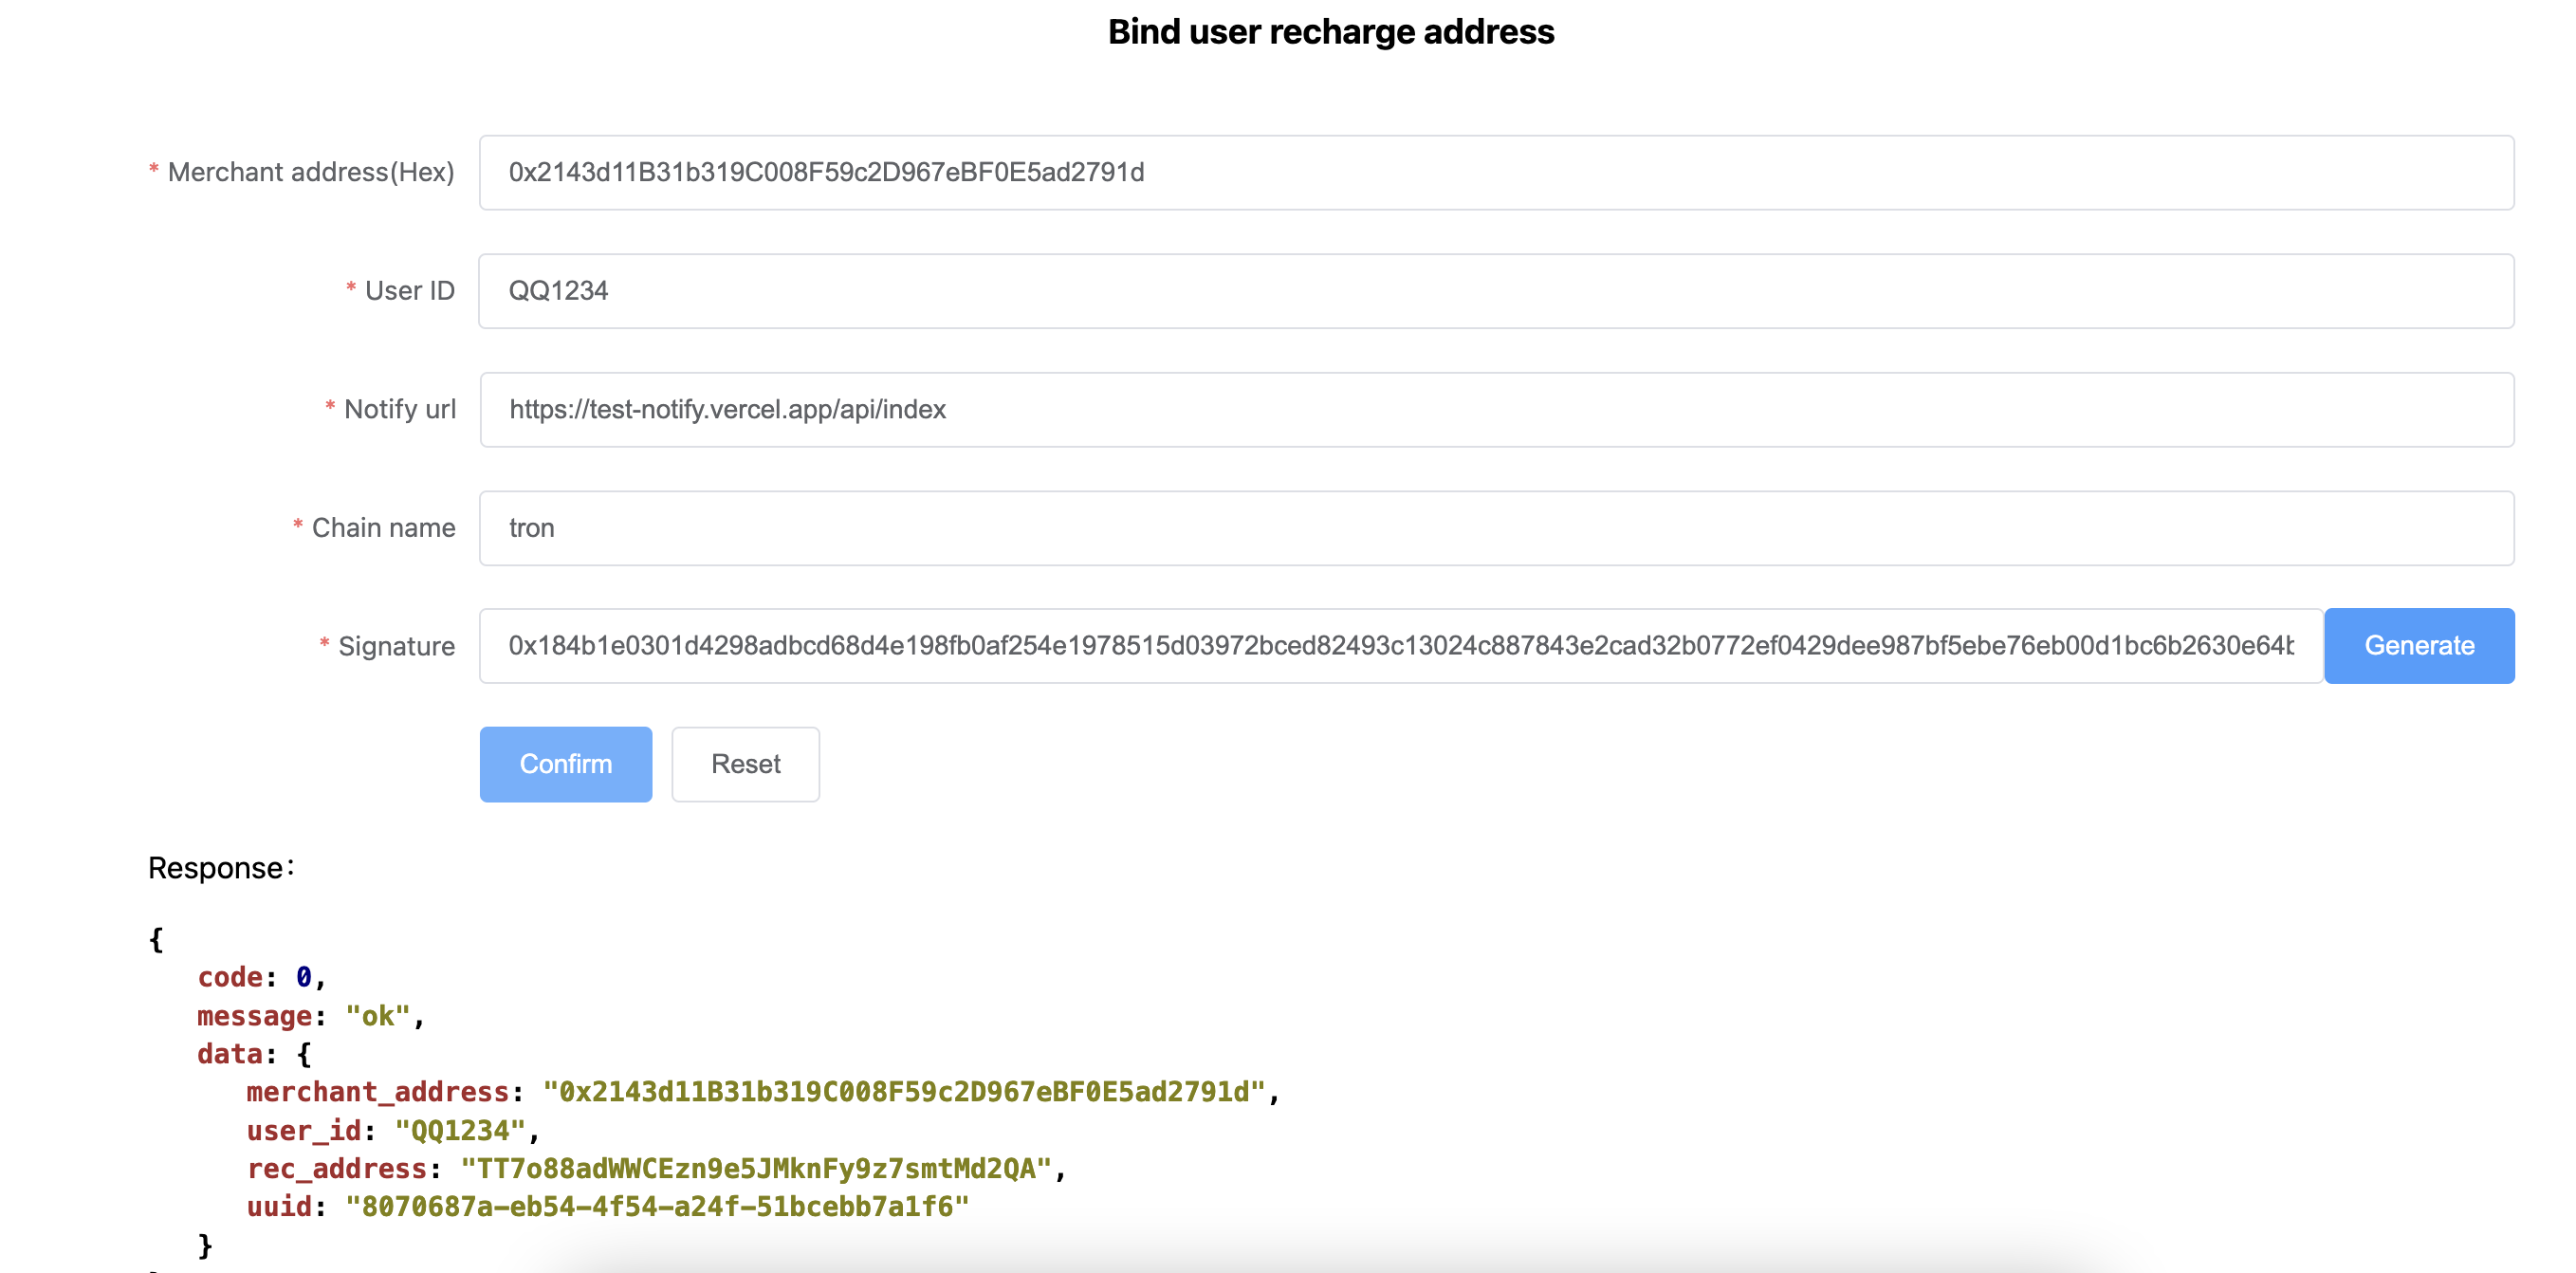 Bind user recharge address
* Merchant address(Hex) 0x2143d11B31b319C008F59c2D967eBF0E5ad2791d
* User ID QQ1234
* Notify url https://test-notify.vercel.app/api/index
* Chain name tron
* Signature 0x184b1e0301d4298adbcd68d4e198fb0af254e1978515d03972bced82493c13024c887843e2cad32b0772ef0429dee987bf5ebe76eb00d1bc6b2630e64b Generate
Confirm Reset
Response:
{
code: 0,
message: "ok",
data: {
merchant_address: "0x2143d11B31b319C008F59c2D967eBF0E5ad2791d",
user_id: "QQ1234",
rec_address: "TT7o88adWWCEzn9e5JMknFy9z7smtMd2QA",
uuid: "8070687a-eb54-4f54-a24f-51bcebb7a1f6"
}